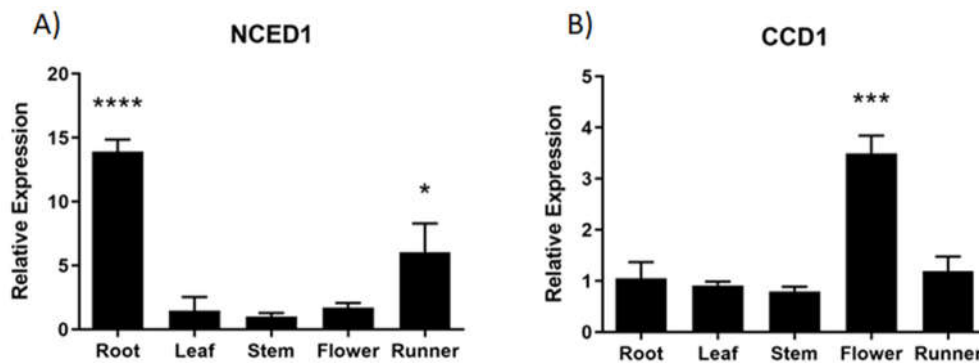 A)
NCED1
Relative Expression
20
15
10
5
0
****
*
Root Leaf Stem Flower Runner
B)
CCD1
Relative Expression
5
4
3
2
1
0
***
Root Leaf Stem Flower Runner